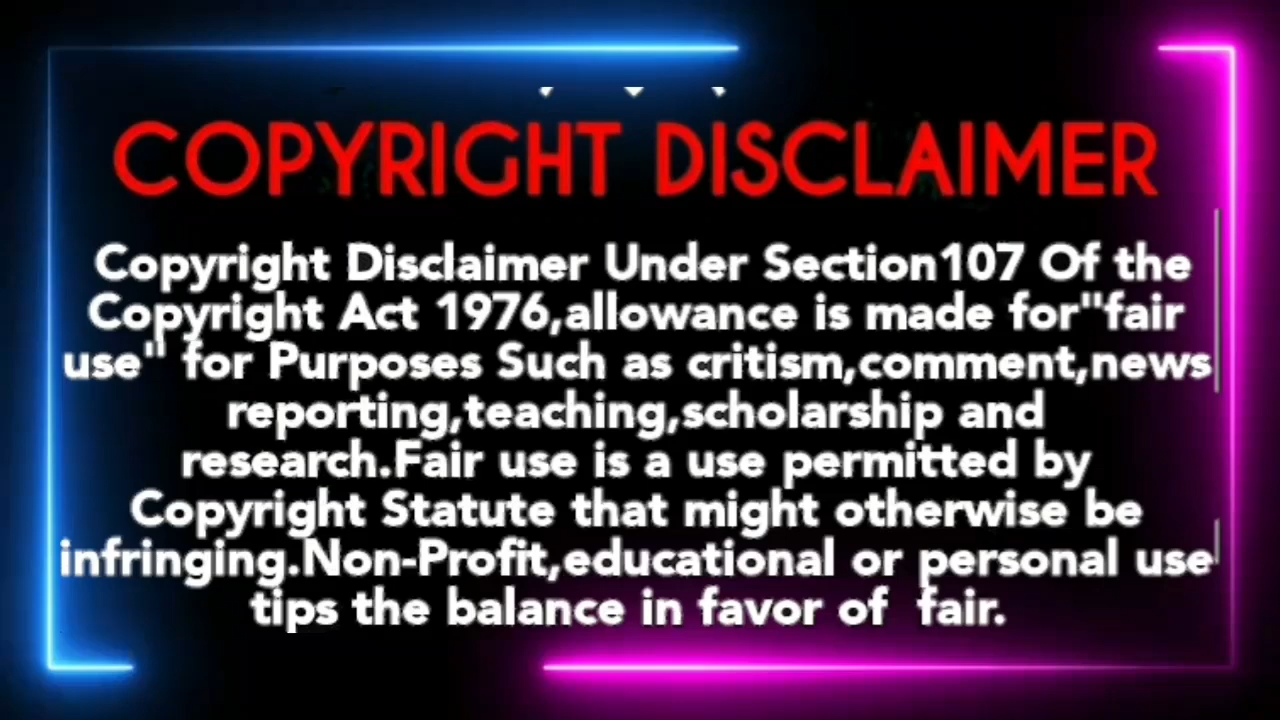 COPYRIGHT DISCLAIMER
Copyright Disclaimer Under Section107 Of the
Copyright Act 1976,allowance is made for"fair
use" for Purposes Such as critism,comment,news
reporting,teaching,scholarship and
research.Fair use is a use permitted by
Copyright Statute that might otherwise be
infringing.Non-Profit,educational or personal use
tips the balance in favor of  fair.